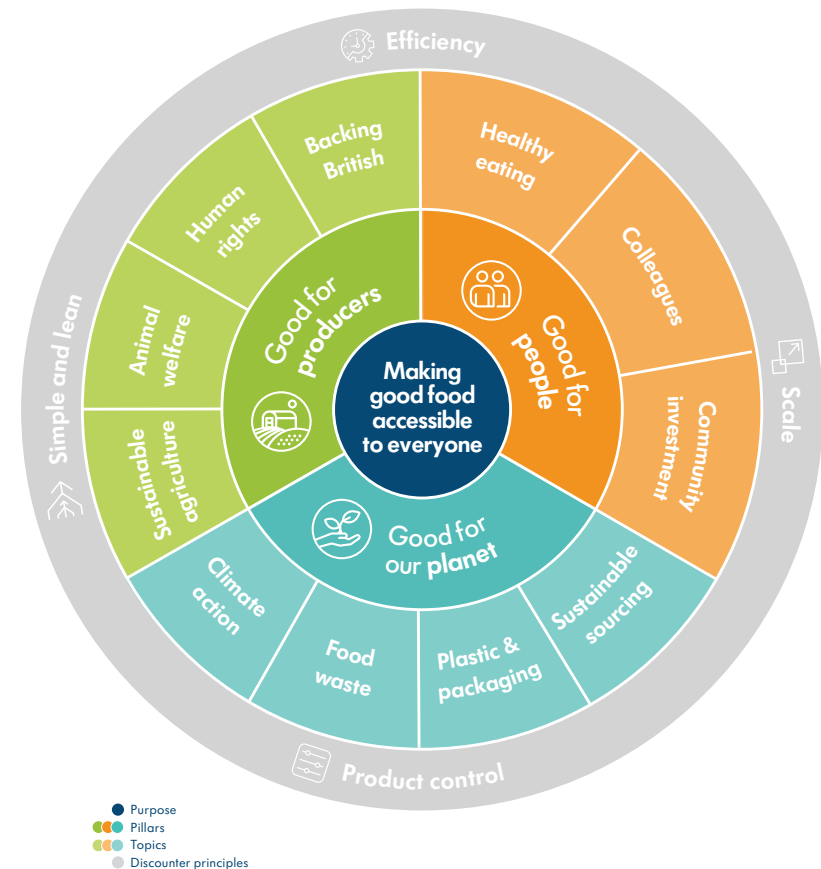 Efficiency
Backing
British
Healthy
eating
Human
rights
Colleagues
Good for
producers
Good for
people
Animal
welfare
Simple and lean
Scale
Making
good food
accessible
to everyone
Community
investment
Sustainable
agriculture
Good for
our planet
Climate
action
Sustainable
sourcing
Food
waste
Plastic &
packaging
Product control
Purpose
Pillars
Topics
Discounter principles